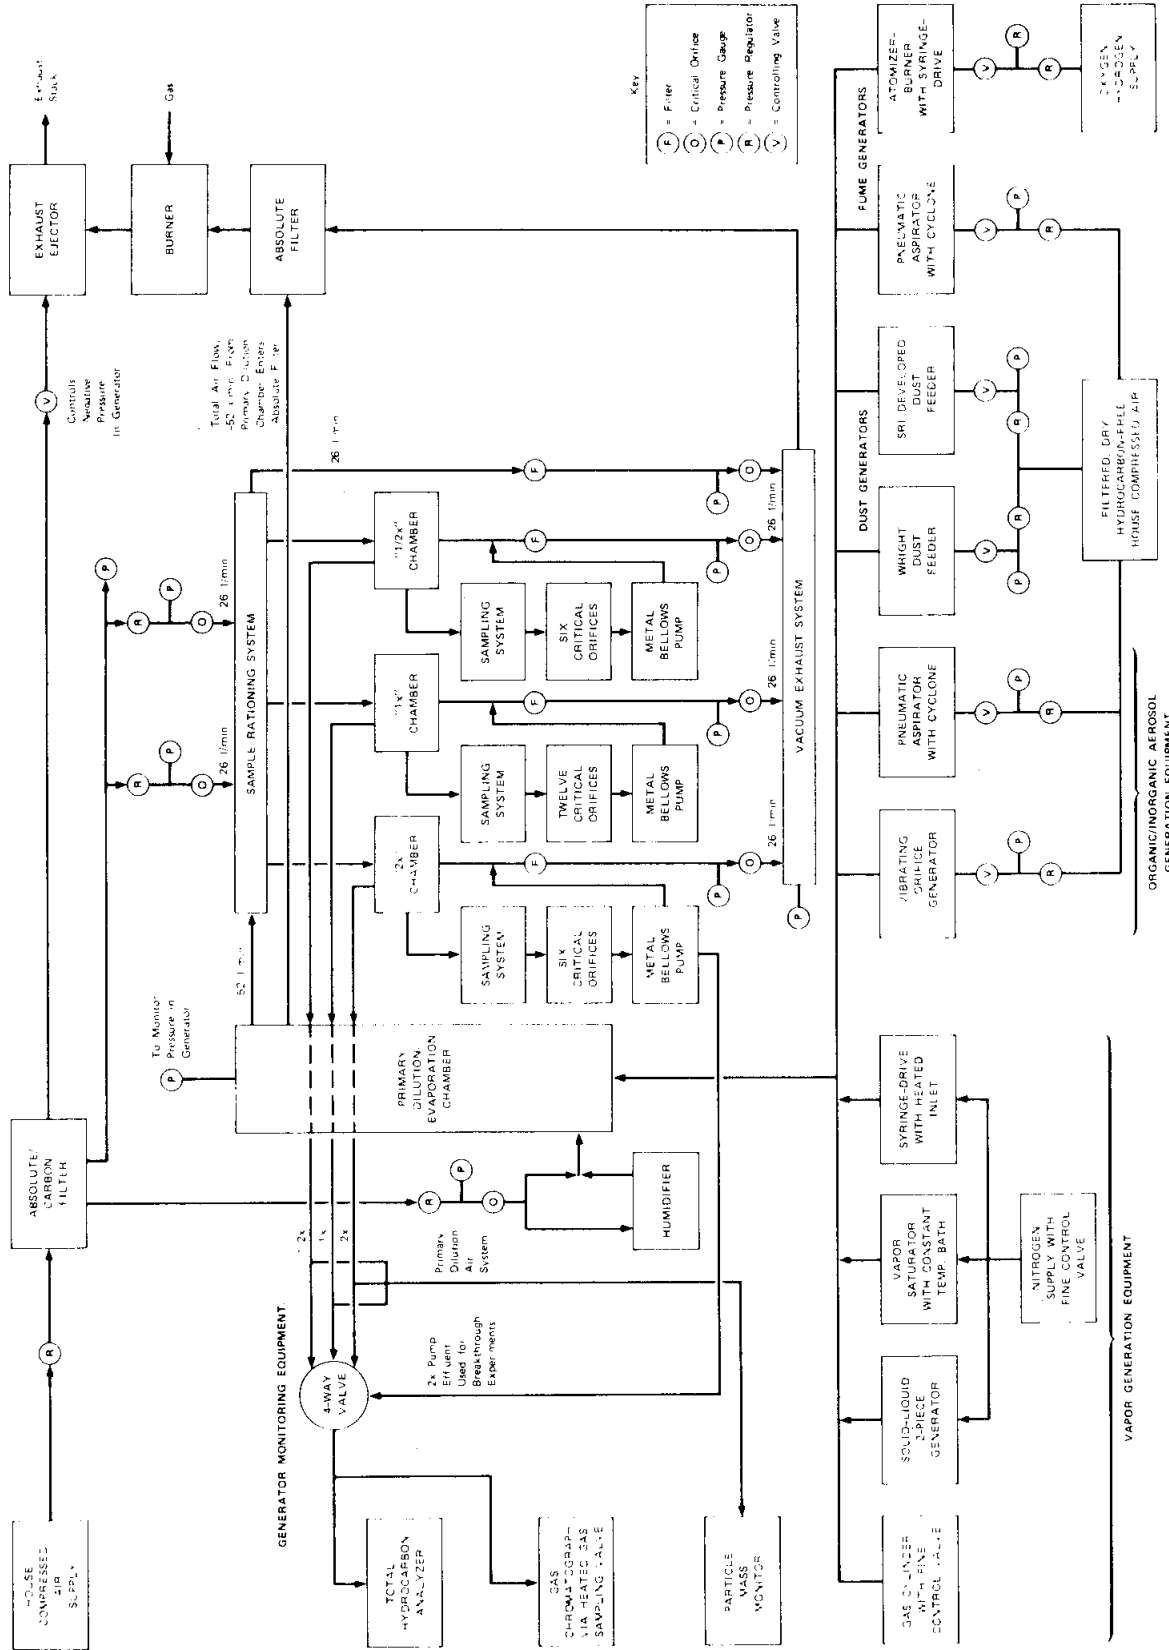 HOUSE
COMPRESSED
AIR
SUPPLY
R
ABSOLUTE/
CARBON
FILTER
V
Controls
Negative
Pressure
In Generator
EXHAUST
EJECTOR
Exhaust
Stack
BURNER
Gas
ABSOLUTE
FILTER
Total Air Flow,
Primary Dilution
Chamber Enters
Absolute Filter
P
To Monitor
Pressure in
Generator
R
P
O
26 l/min
R
P
O
26 l/min
P
SAMPLE RATIONING SYSTEM
52 l/min
26 l/min
Primary
Dilution
Air
System
R
P
O
HUMIDIFIER
PRIMARY
DILUTION
EVAPORATION
CHAMBER
1x
2x
GENERATOR MONITORING EQUIPMENT
4-WAY
VALVE
2x Pump
Effluent
Used for
Breakthrough
Experiments
TOTAL
HYDROCARBON
ANALYZER
GAS
CHROMATOGRAPH
VIA HEATED GAS
SAMPLING VALVE
PARTICLE
MASS
MONITOR
"2x"
CHAMBER
SAMPLING
SYSTEM
SIX
CRITICAL
ORIFICES
METAL
BELLOWS
PUMP
F
P
O
26 l/min
"1x"
CHAMBER
SAMPLING
SYSTEM
TWELVE
CRITICAL
ORIFICES
METAL
BELLOWS
PUMP
F
P
O
26 l/min
"1/2x"
CHAMBER
SAMPLING
SYSTEM
SIX
CRITICAL
ORIFICES
METAL
BELLOWS
PUMP
F
P
O
26 l/min
F
P
O
26 l/min
P
VACUUM EXHAUST SYSTEM
Key
F = Filter
O = Critical Orifice
P = Pressure Gauge
R = Pressure Regulator
V = Controlling Valve
GAS CYLINDER
WITH FINE
CONTROL VALVE
SOLID-LIQUID
2-PIECE
GENERATOR
VAPOR
SATURATOR
WITH CONSTANT
TEMP. BATH
SYRINGE-DRIVE
WITH HEATED
INLET
NITROGEN
SUPPLY WITH
FINE CONTROL
VALVE
VAPOR GENERATION EQUIPMENT
VIBRATING
ORIFICE
GENERATOR
V
P
R
PNEUMATIC
ASPIRATOR
WITH CYCLONE
V
P
R
ORGANIC/INORGANIC AEROSOL
GENERATION EQUIPMENT
DUST GENERATORS
WRIGHT
DUST
FEEDER
V
P
R
SRI DEVELOPED
DUST
FEEDER
V
P
R
FILTERED, DRY
HYDROCARBON-FREE
HOUSE COMPRESSED AIR
FUME GENERATORS
PNEUMATIC
ASPIRATOR
WITH CYCLONE
V
P
R
ATOMIZER-
BURNER
WITH SYRINGE-
DRIVE
V
R
R
OXYGEN
HYDROGEN
SUPPLY